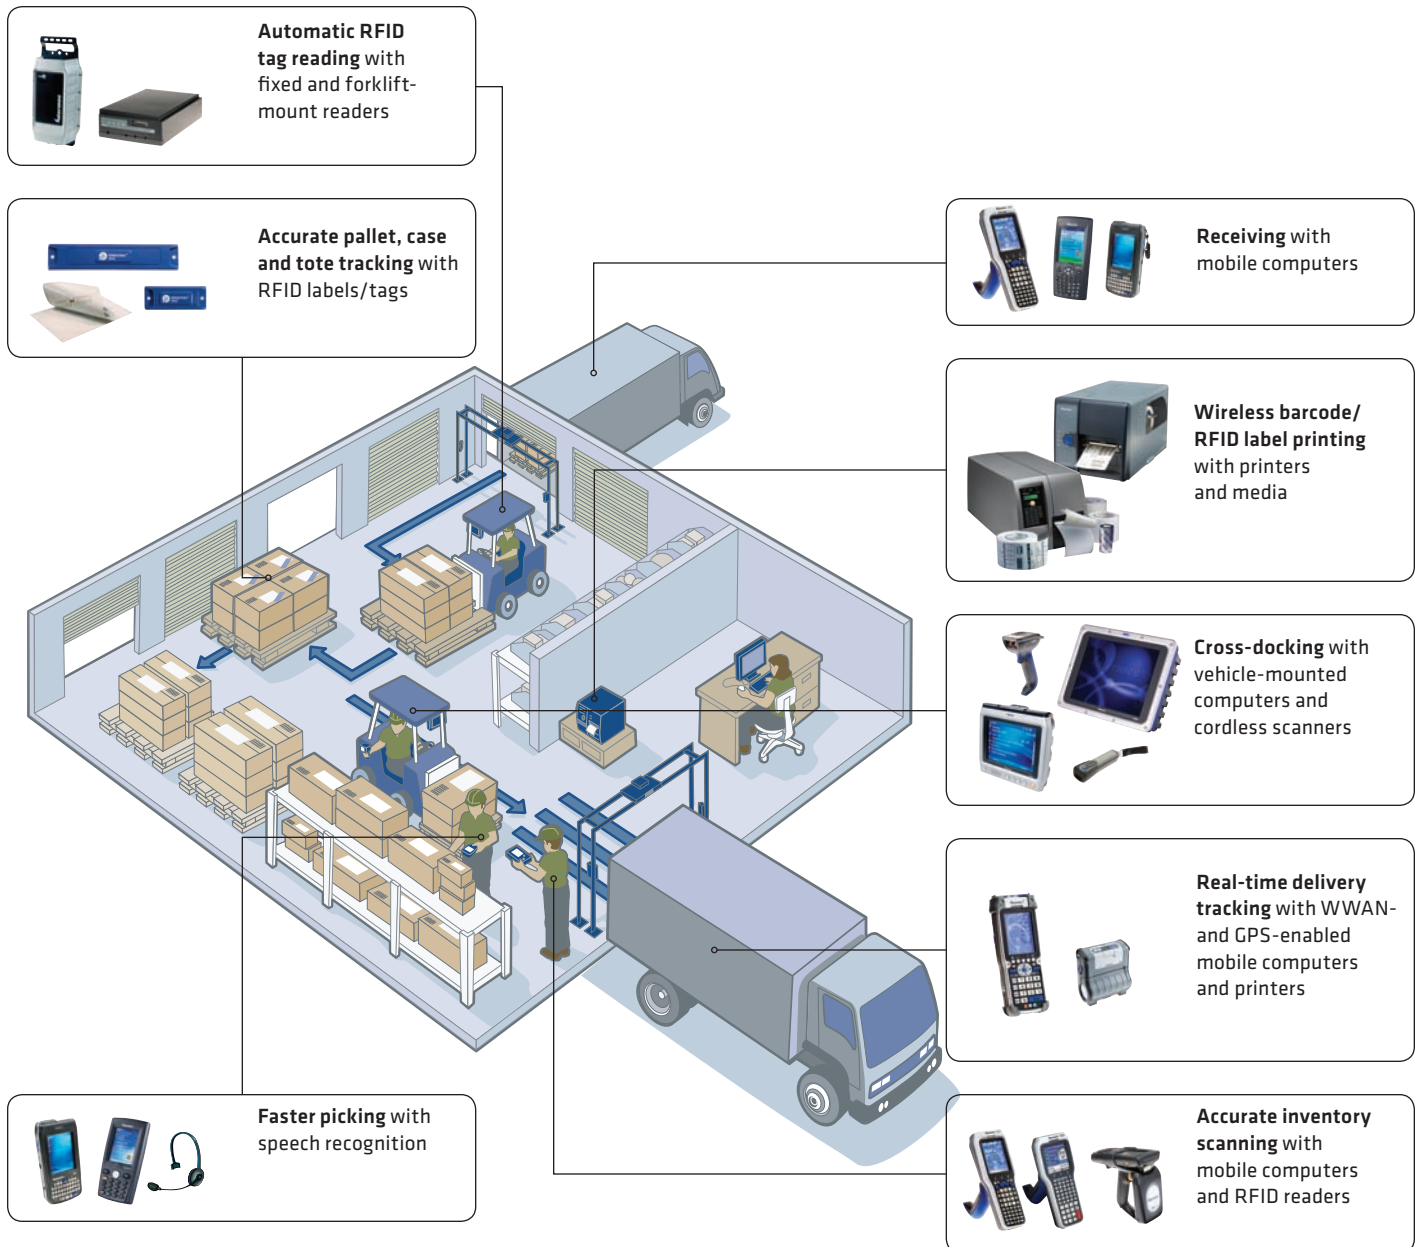 Automatic RFID
tag reading with
fixed and forklift-
mount readers
Accurate pallet, case
and tote tracking with
RFID labels/tags
Receiving with
mobile computers
Wireless barcode/
RFID label printing
with printers
and media
Cross-docking with
vehicle-mounted
computers and
cordless scanners
Real-time delivery
tracking with WWAN-
and GPS-enabled
mobile computers
and printers
Faster picking with
speech recognition
Accurate inventory
scanning with
mobile computers
and RFID readers